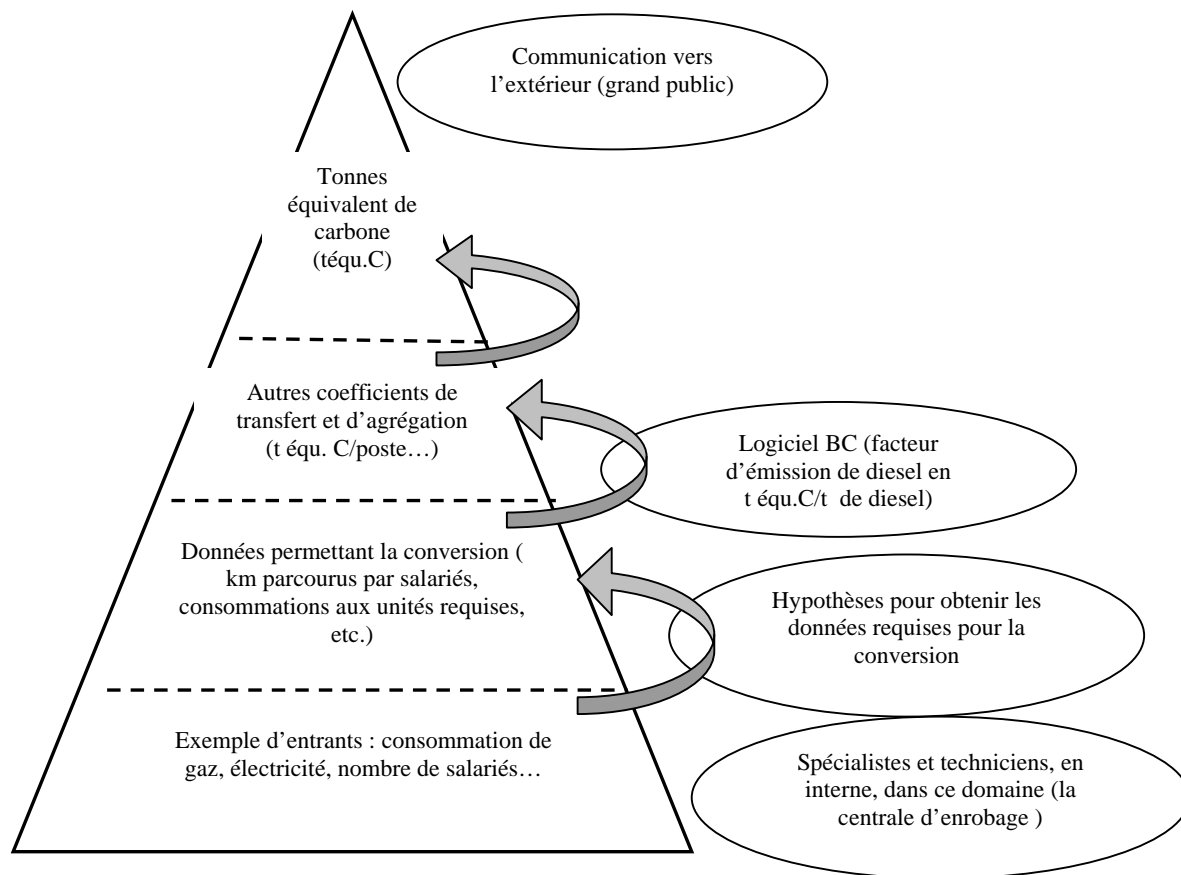 Communication vers
l’extérieur (grand public)
Tonnes
équivalent de
carbone
(téqu.C)
Autres coefficients de
transfert et d’agrégation
(t équ. C/poste…)
Logiciel BC (facteur
d’émission de diesel en
t équ.C/t de diesel)
Données permettant la conversion (
km parcourus par salariés,
consommations aux unités requises,
etc.)
Hypothèses pour obtenir les
données requises pour la
conversion
Exemple d’entrants : consommation de
gaz, électricité, nombre de salariés…
Spécialistes et techniciens, en
interne, dans ce domaine (la
centrale d’enrobage )